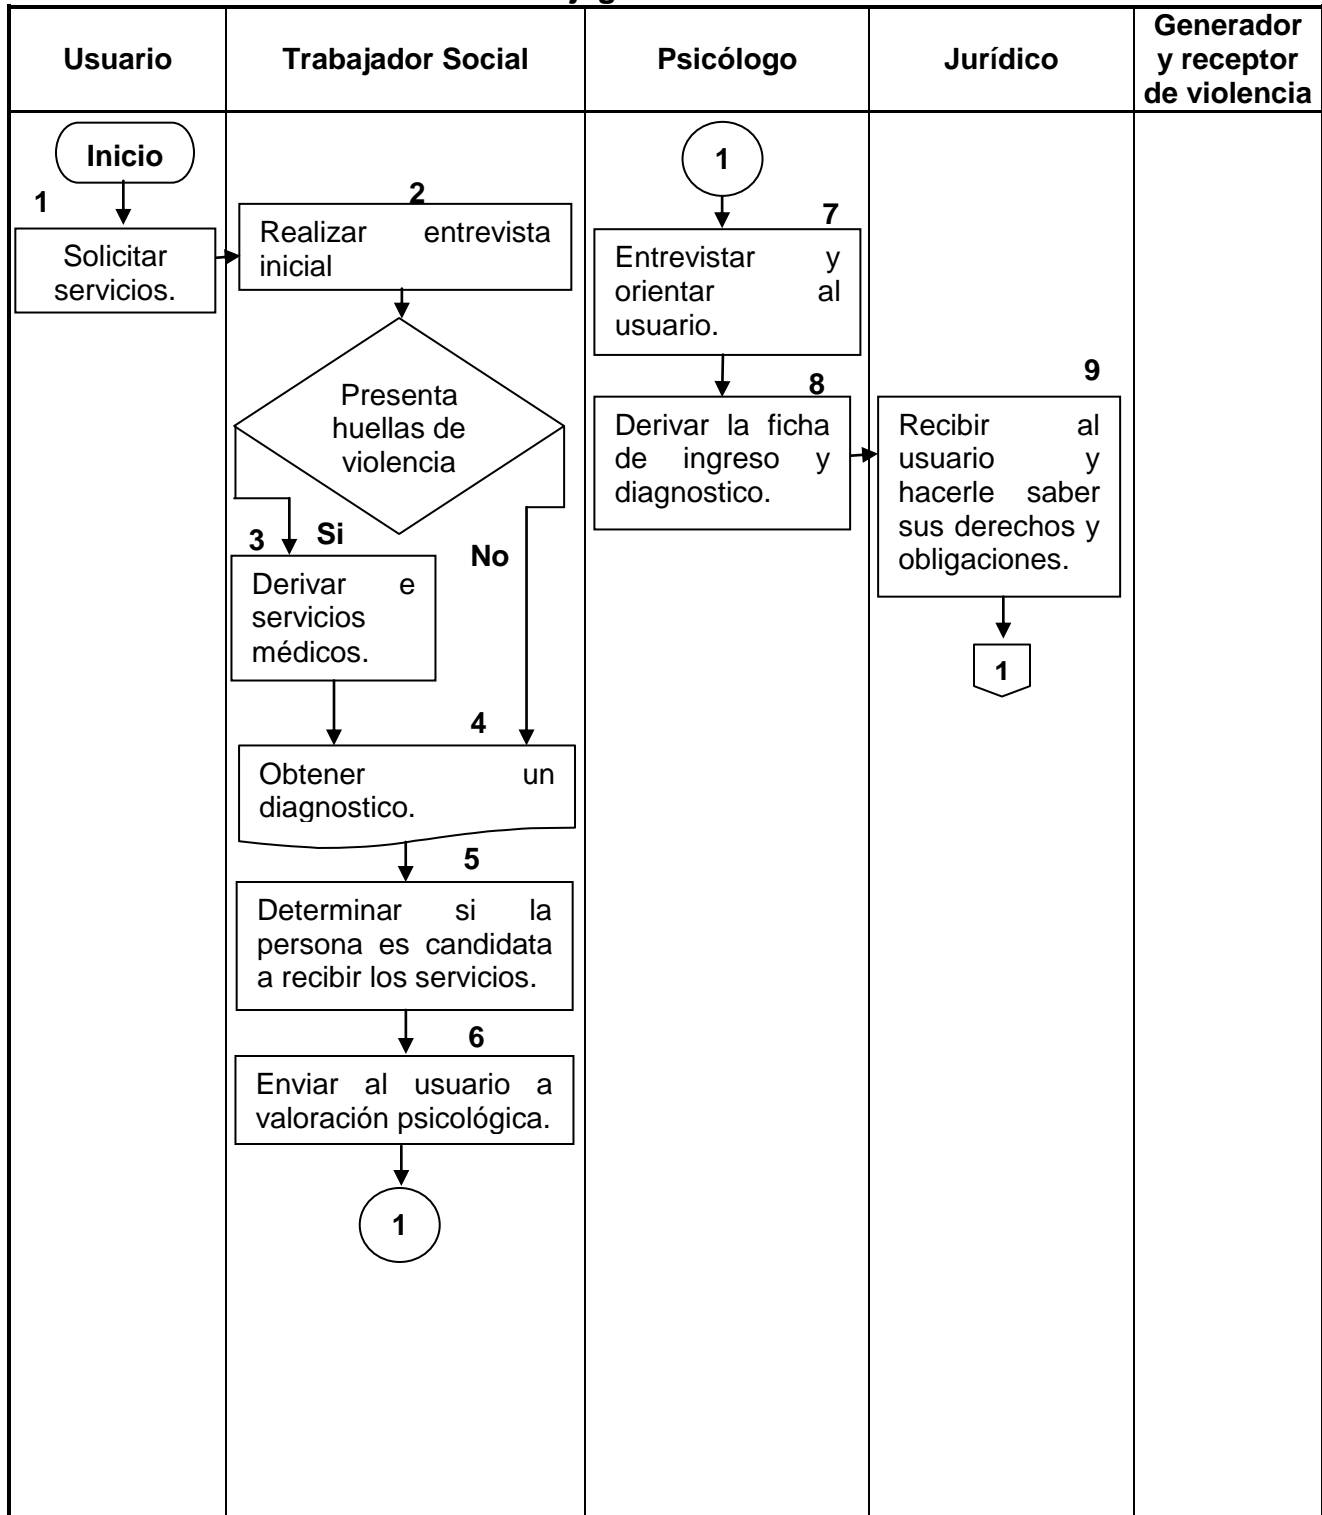 Usuario
Trabajador Social
Psicólogo
Jurídico
Generador
y receptor
de violencia
Inicio
1
Solicitar
servicios.
2
Realizar entrevista
inicial
Presenta
huellas de
violencia
Si
No
3
Derivar e
servicios
médicos.
4
Obtener un
diagnostico.
5
Determinar si la
persona es candidata
a recibir los servicios.
6
Enviar al usuario a
valoración psicológica.
1
1
7
Entrevistar y
orientar al
usuario.
8
Derivar la ficha
de ingreso y
diagnostico.
9
Recibir al
usuario y
hacerle saber
sus derechos y
obligaciones.
1